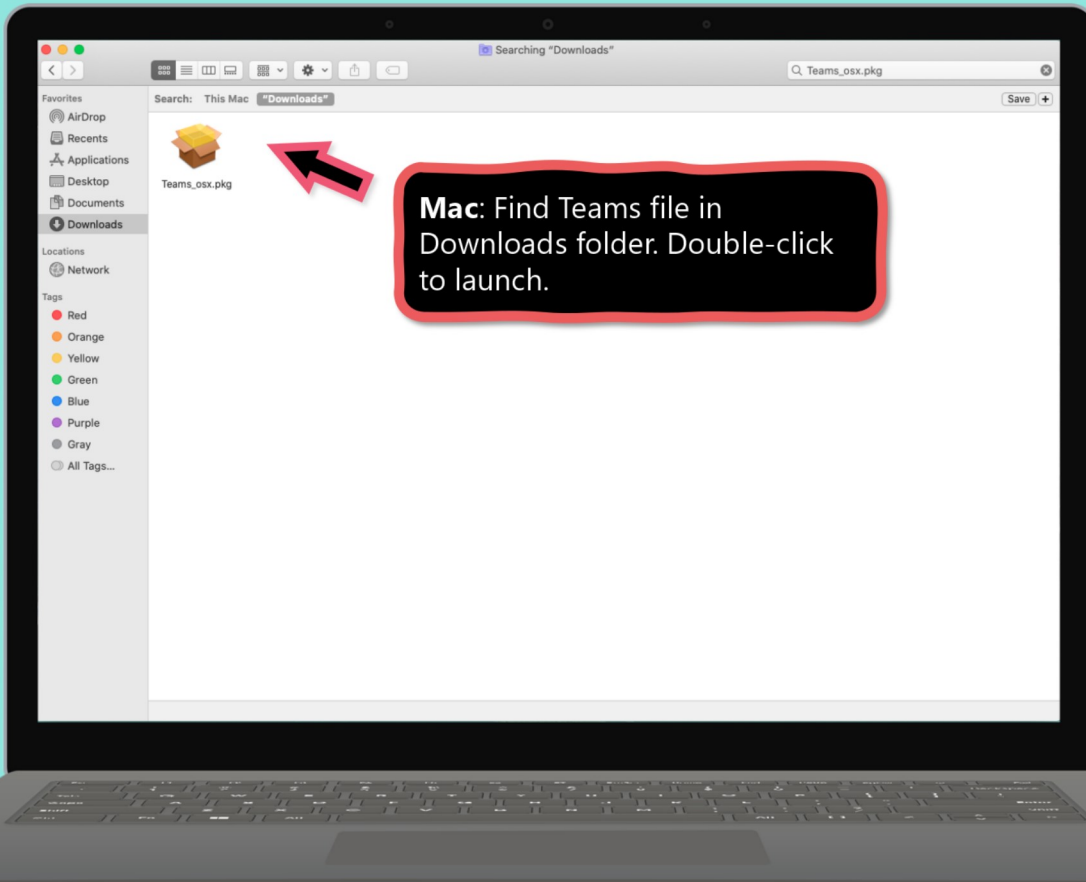 Searching "Downloads"
Teams_osx.pkg
Favorites
AirDrop
Recents
Applications
Desktop
Documents
Downloads
Locations
Network
Tags
Red
Orange
Yellow
Green
Blue
Purple
Gray
All Tags...
Search: This Mac "Downloads" Save +
Teams_osx.pkg
Mac: Find Teams file in
Downloads folder. Double-click
to launch.